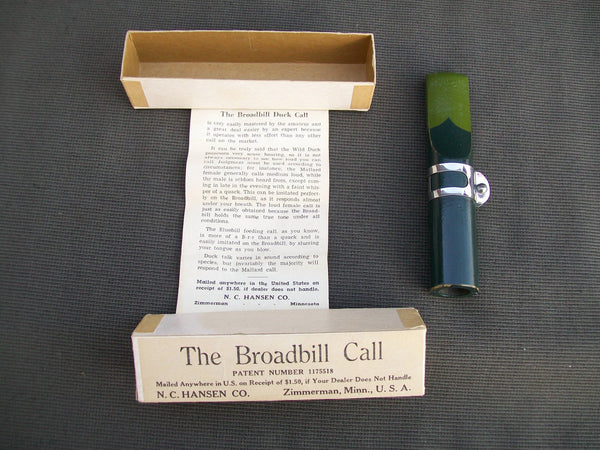 The Broadbill Duck Call
is very easily mastered by the amateur and
a great deal easier by an expert because
it operates with less effort than any other
call on the market.
It can be truly said that the Wild Duck
possesses very acute hearing, so it is not
always necessary to see how loud you can
call. Judgment must be used according to
circumstances; for instance, the Mallard
female generally calls medium loud, while
the male is seldom heard from, except com-
ing in late in the evening with a faint whis-
per of a quack. This can be imitated perfect-
ly on the Broadbill, as it responds almost
under your breath. The loud female call is
just as easily obtained because the Broad-
bill holds the same true tone under all
conditions.
The Bluebill feeding call, as you know,
is more of a B-r-r than a quack and is
easily imitated on the Broadbill, by slurring
your tongue as you blow.
Duck talk varies in sound according to
species, but invariably the majority will
respond to the Mallard call.
Mailed anywhere in the United States on
receipt of $1.50, if dealer does not handle.
N. C. HANSEN CO.
Zimmerman, - - - Minnesota
The Broadbill Call
PATENT NUMBER 1175518
Mailed Anywhere in U.S. on Receipt of $1.50, if Your Dealer Does Not Handle
N. C. HANSEN CO. Zimmerman, Minn., U. S. A.